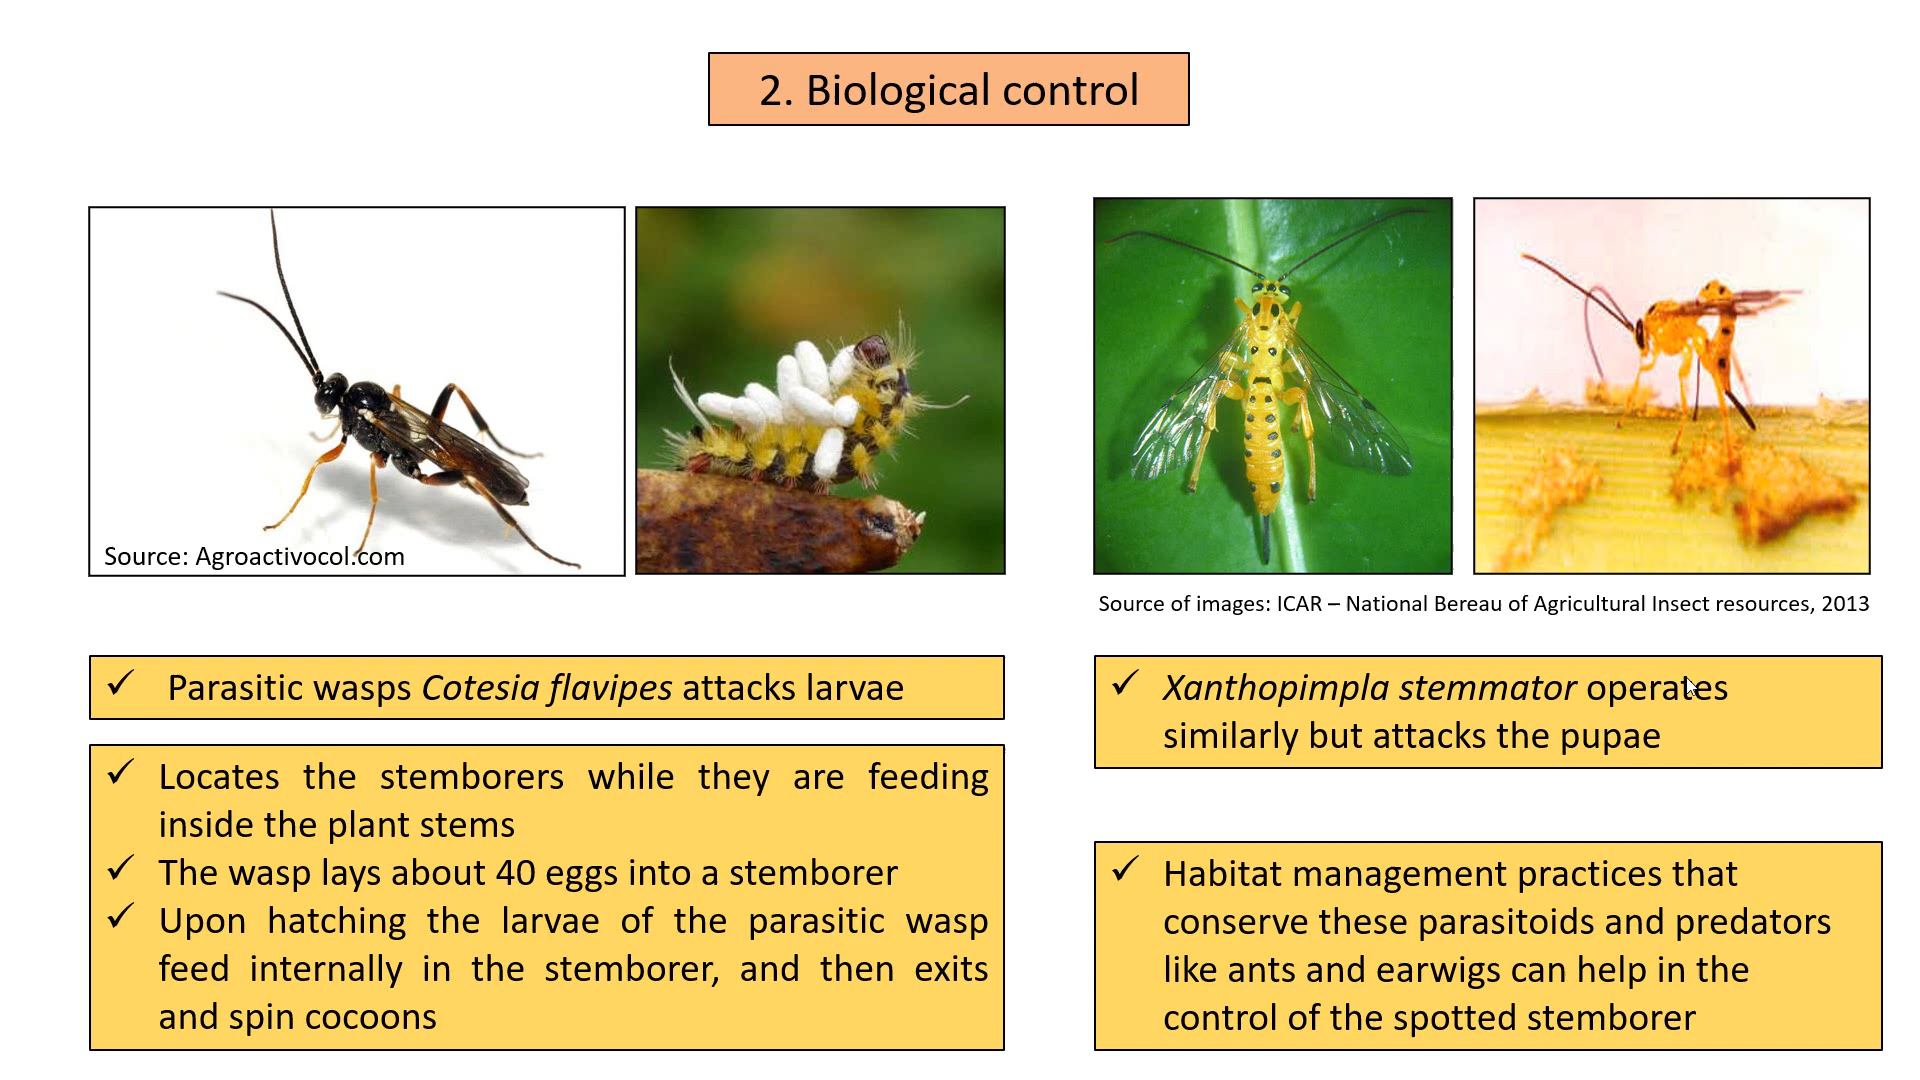 2. Biological control
Source: Agroactivocol.com
Source of images: ICAR – National Bereau of Agricultural Insect resources, 2013
✓ Parasitic wasps Cotesia flavipes attacks larvae
✓ Locates the stemborers while they are feeding
inside the plant stems
✓ The wasp lays about 40 eggs into a stemborer
✓ Upon hatching the larvae of the parasitic wasp
feed internally in the stemborer, and then exits
and spin cocoons
✓ Xanthopimpla stemmator operates
similarly but attacks the pupae
✓ Habitat management practices that
conserve these parasitoids and predators
like ants and earwigs can help in the
control of the spotted stemborer